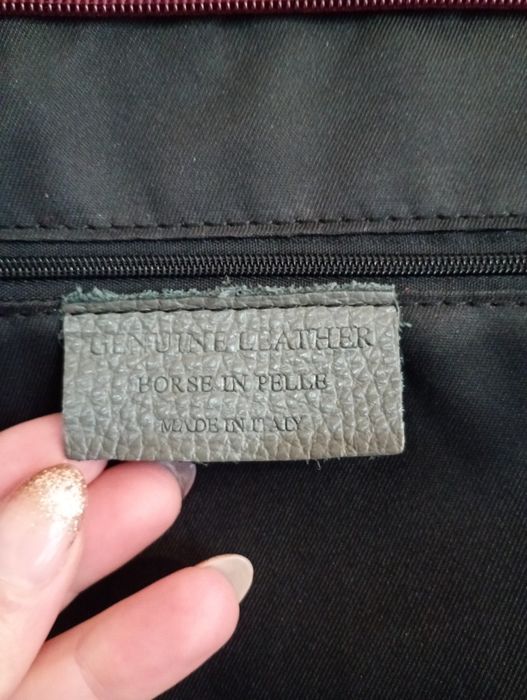 GENUINE LEATHER
BORSE IN PELLE
MADE IN ITALY